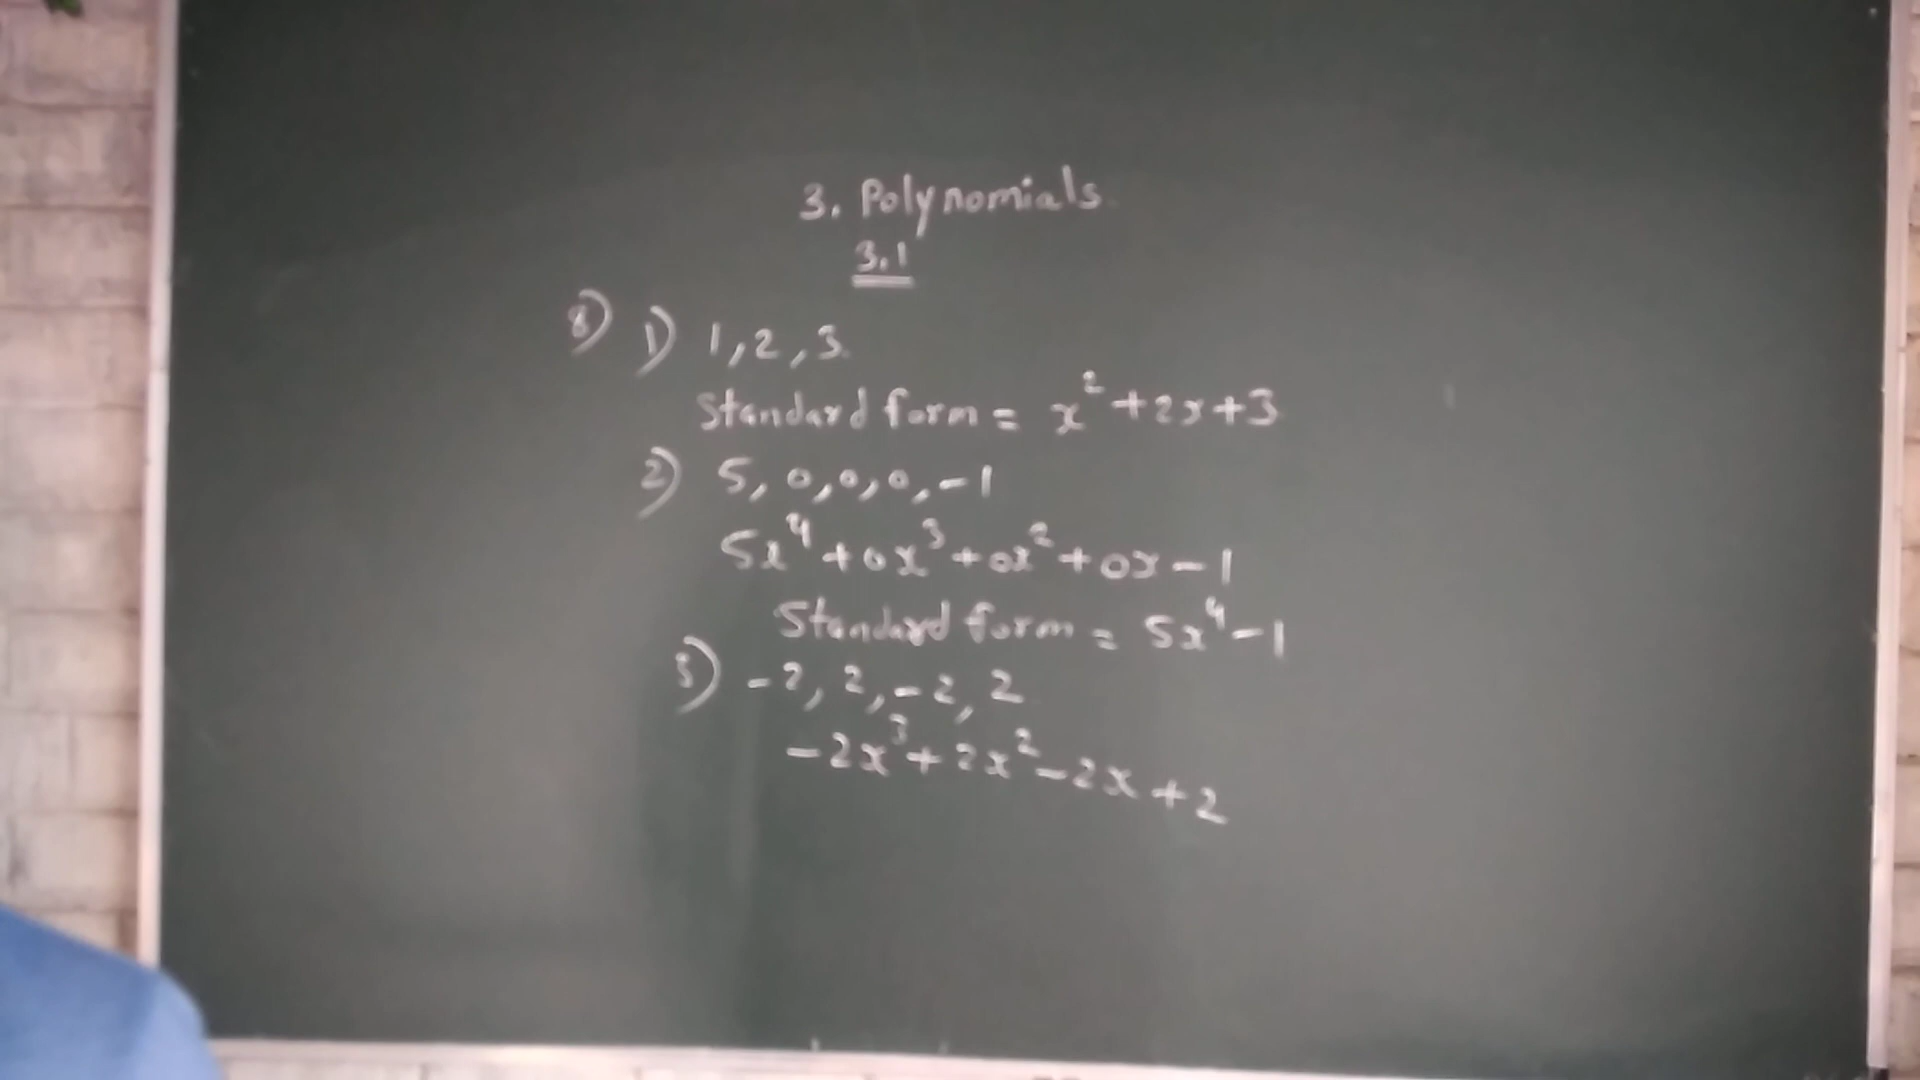 3. Polynomials.
3.1
8) 1) 1, 2, 3.
Standard form = x² + 2x + 3
2) 5, 0, 0, 0, -1
5x⁴ + 0x³ + 0x² + 0x - 1
Standard form = 5x⁴ - 1
3) -2, 2, -2, 2
-2x³ + 2x² - 2x + 2